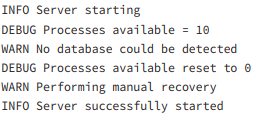 INFO Server starting
DEBUG Processes available = 10
WARN No database could be detected
DEBUG Processes available reset to 0
WARN Performing manual recovery
INFO Server successfully started